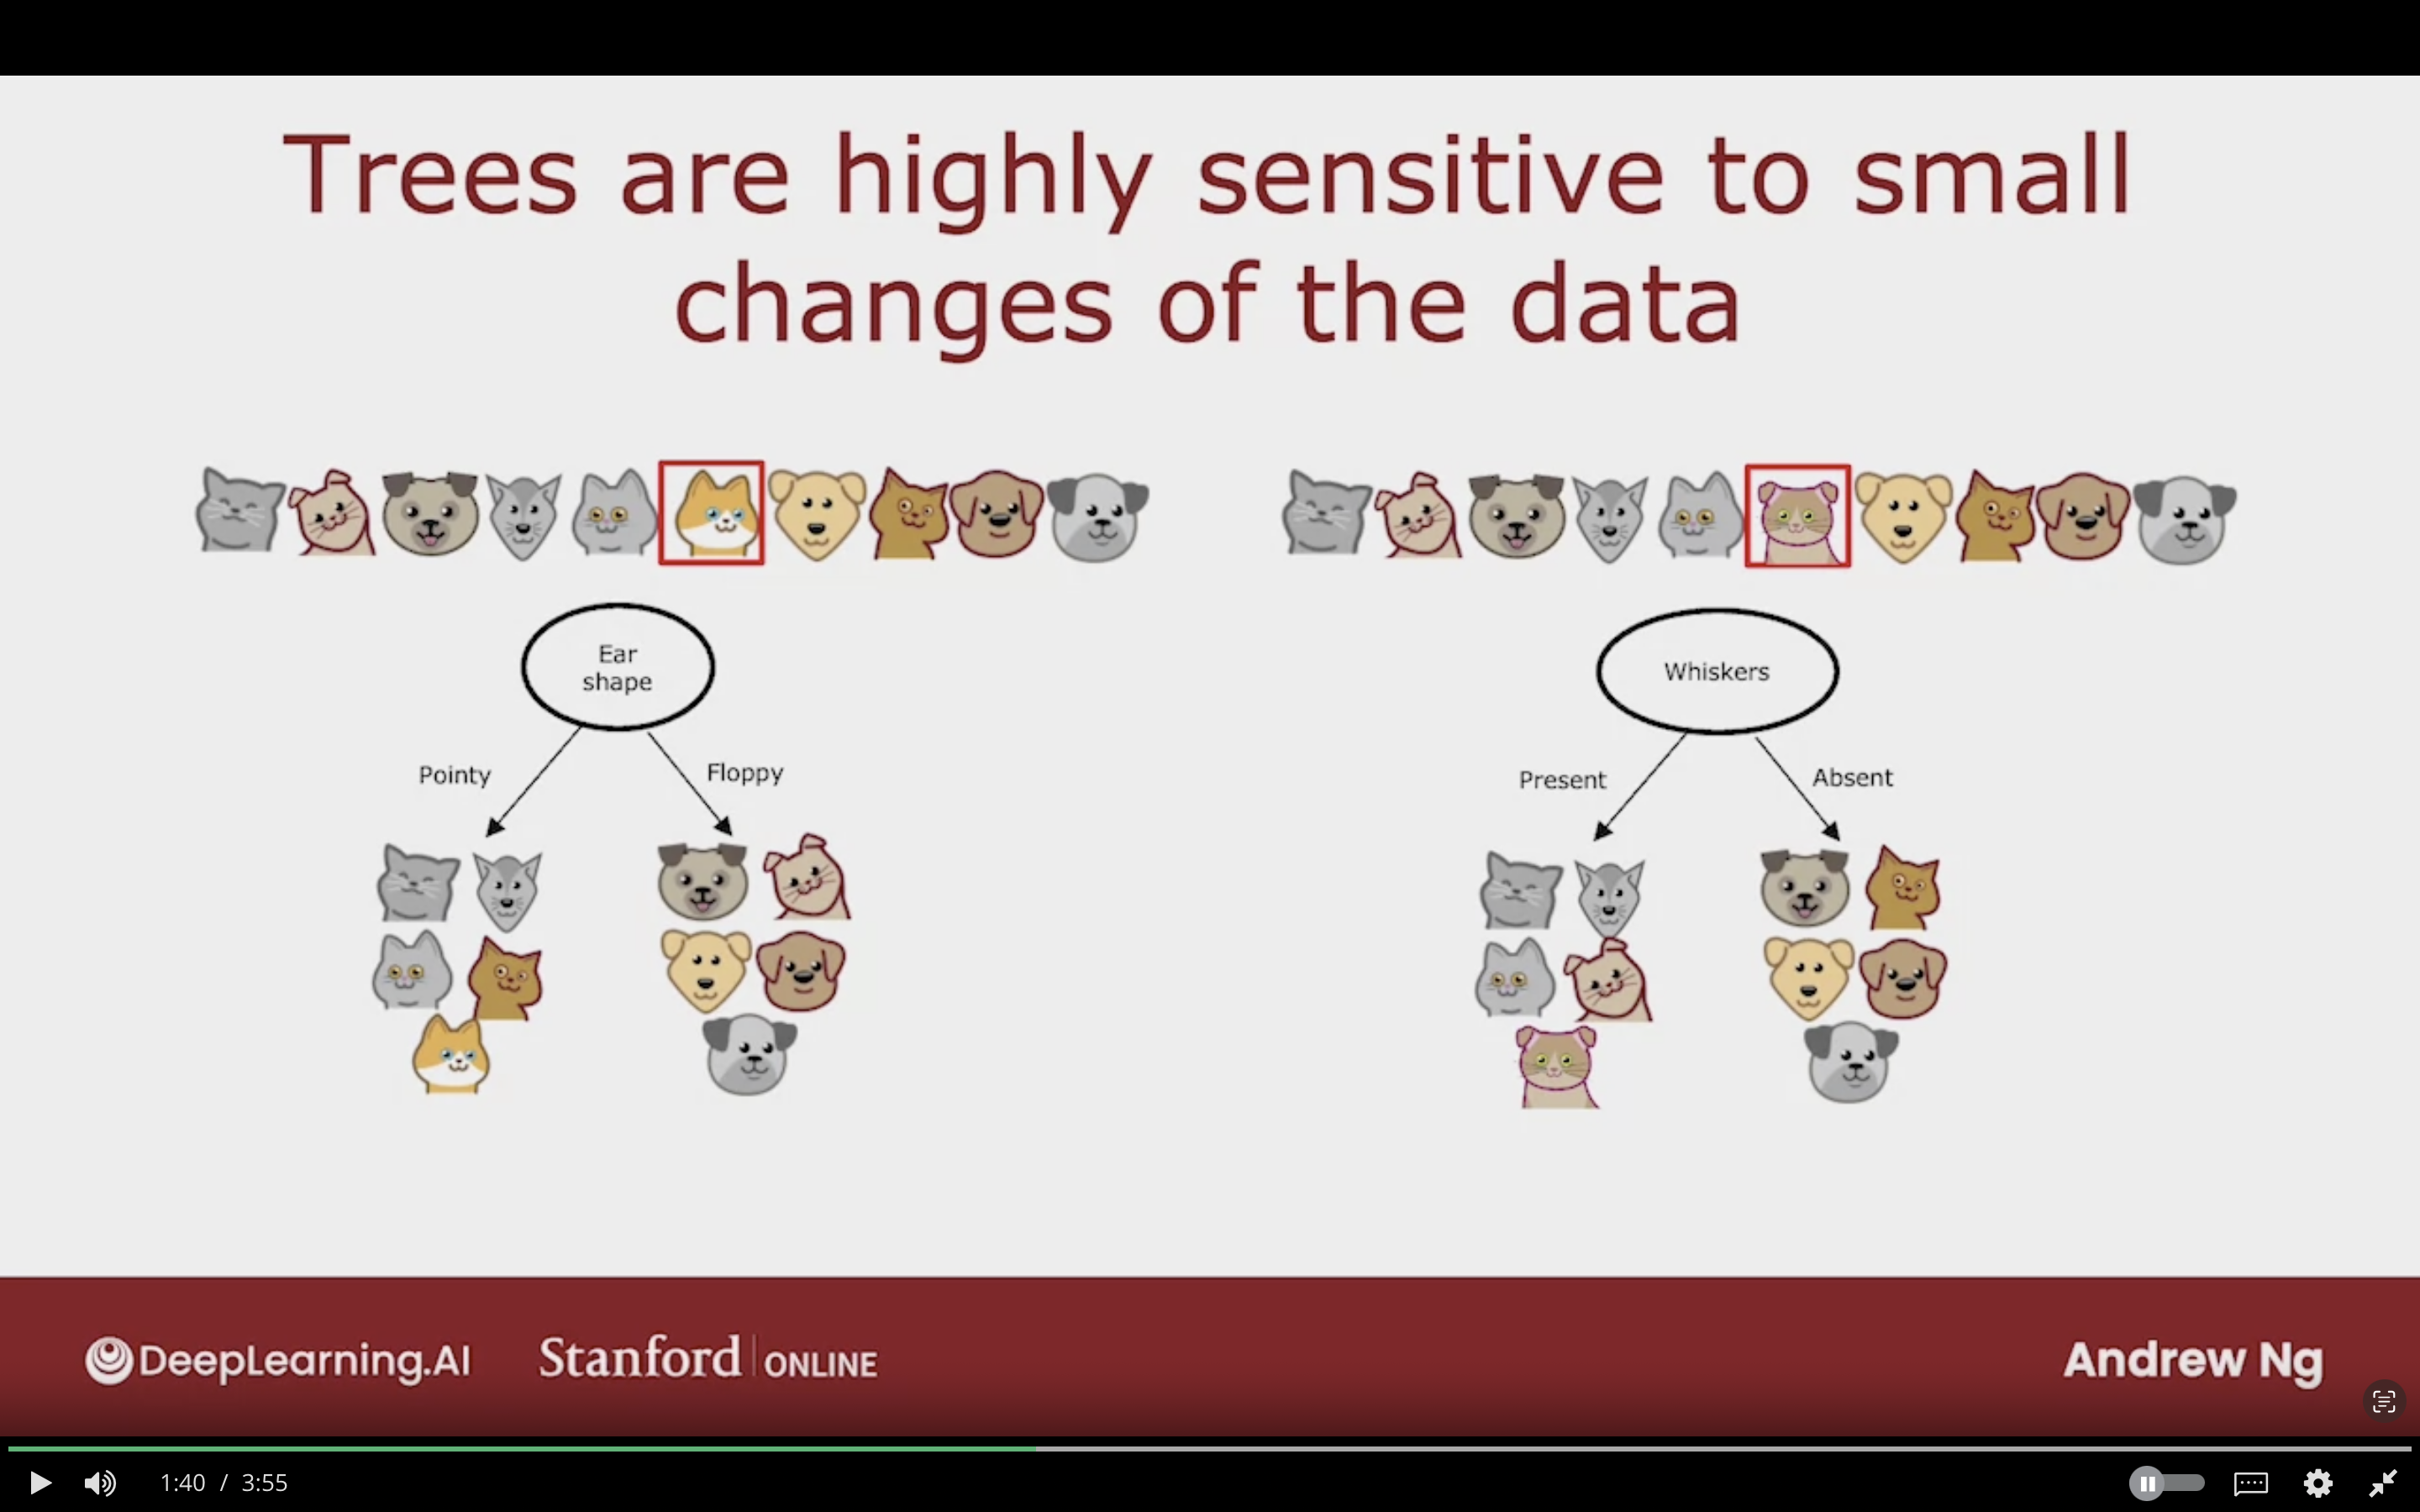 Trees are highly sensitive to small
changes of the data
Ear
shape
Pointy
Floppy
Whiskers
Present
Absent
DeepLearning.AI
Stanford ONLINE
Andrew Ng
1:40 / 3:55